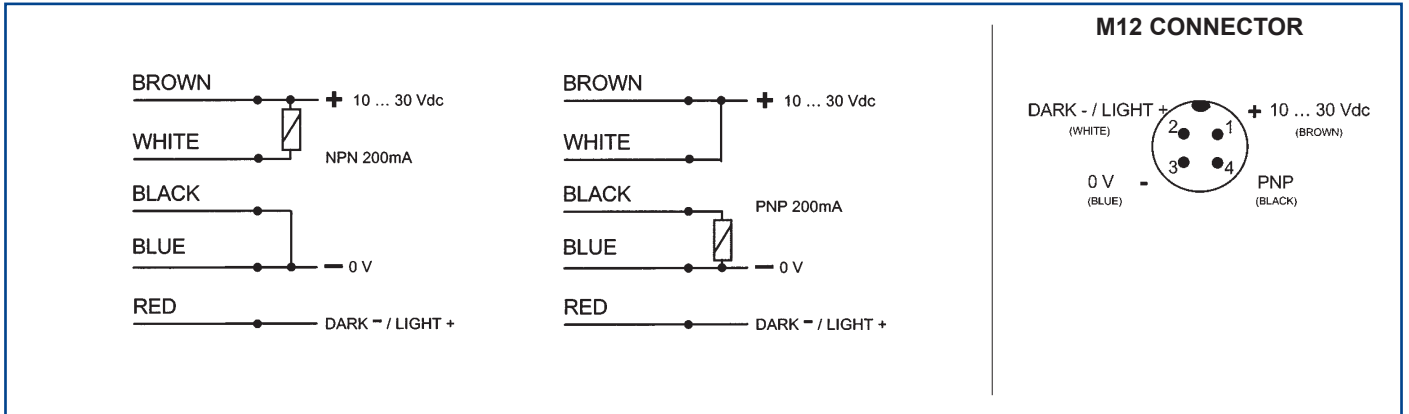 M12 CONNECTOR
BROWN
+ 10 ... 30 Vdc
WHITE
NPN 200mA
BLACK
BLUE
− 0 V
RED
DARK − / LIGHT +
BROWN
+ 10 ... 30 Vdc
WHITE
BLACK
PNP 200mA
BLUE
− 0 V
RED
DARK − / LIGHT +
DARK - / LIGHT +
(WHITE)
+ 10 ... 30 Vdc
(BROWN)
2 1
3 4
0 V -
(BLUE)
PNP
(BLACK)